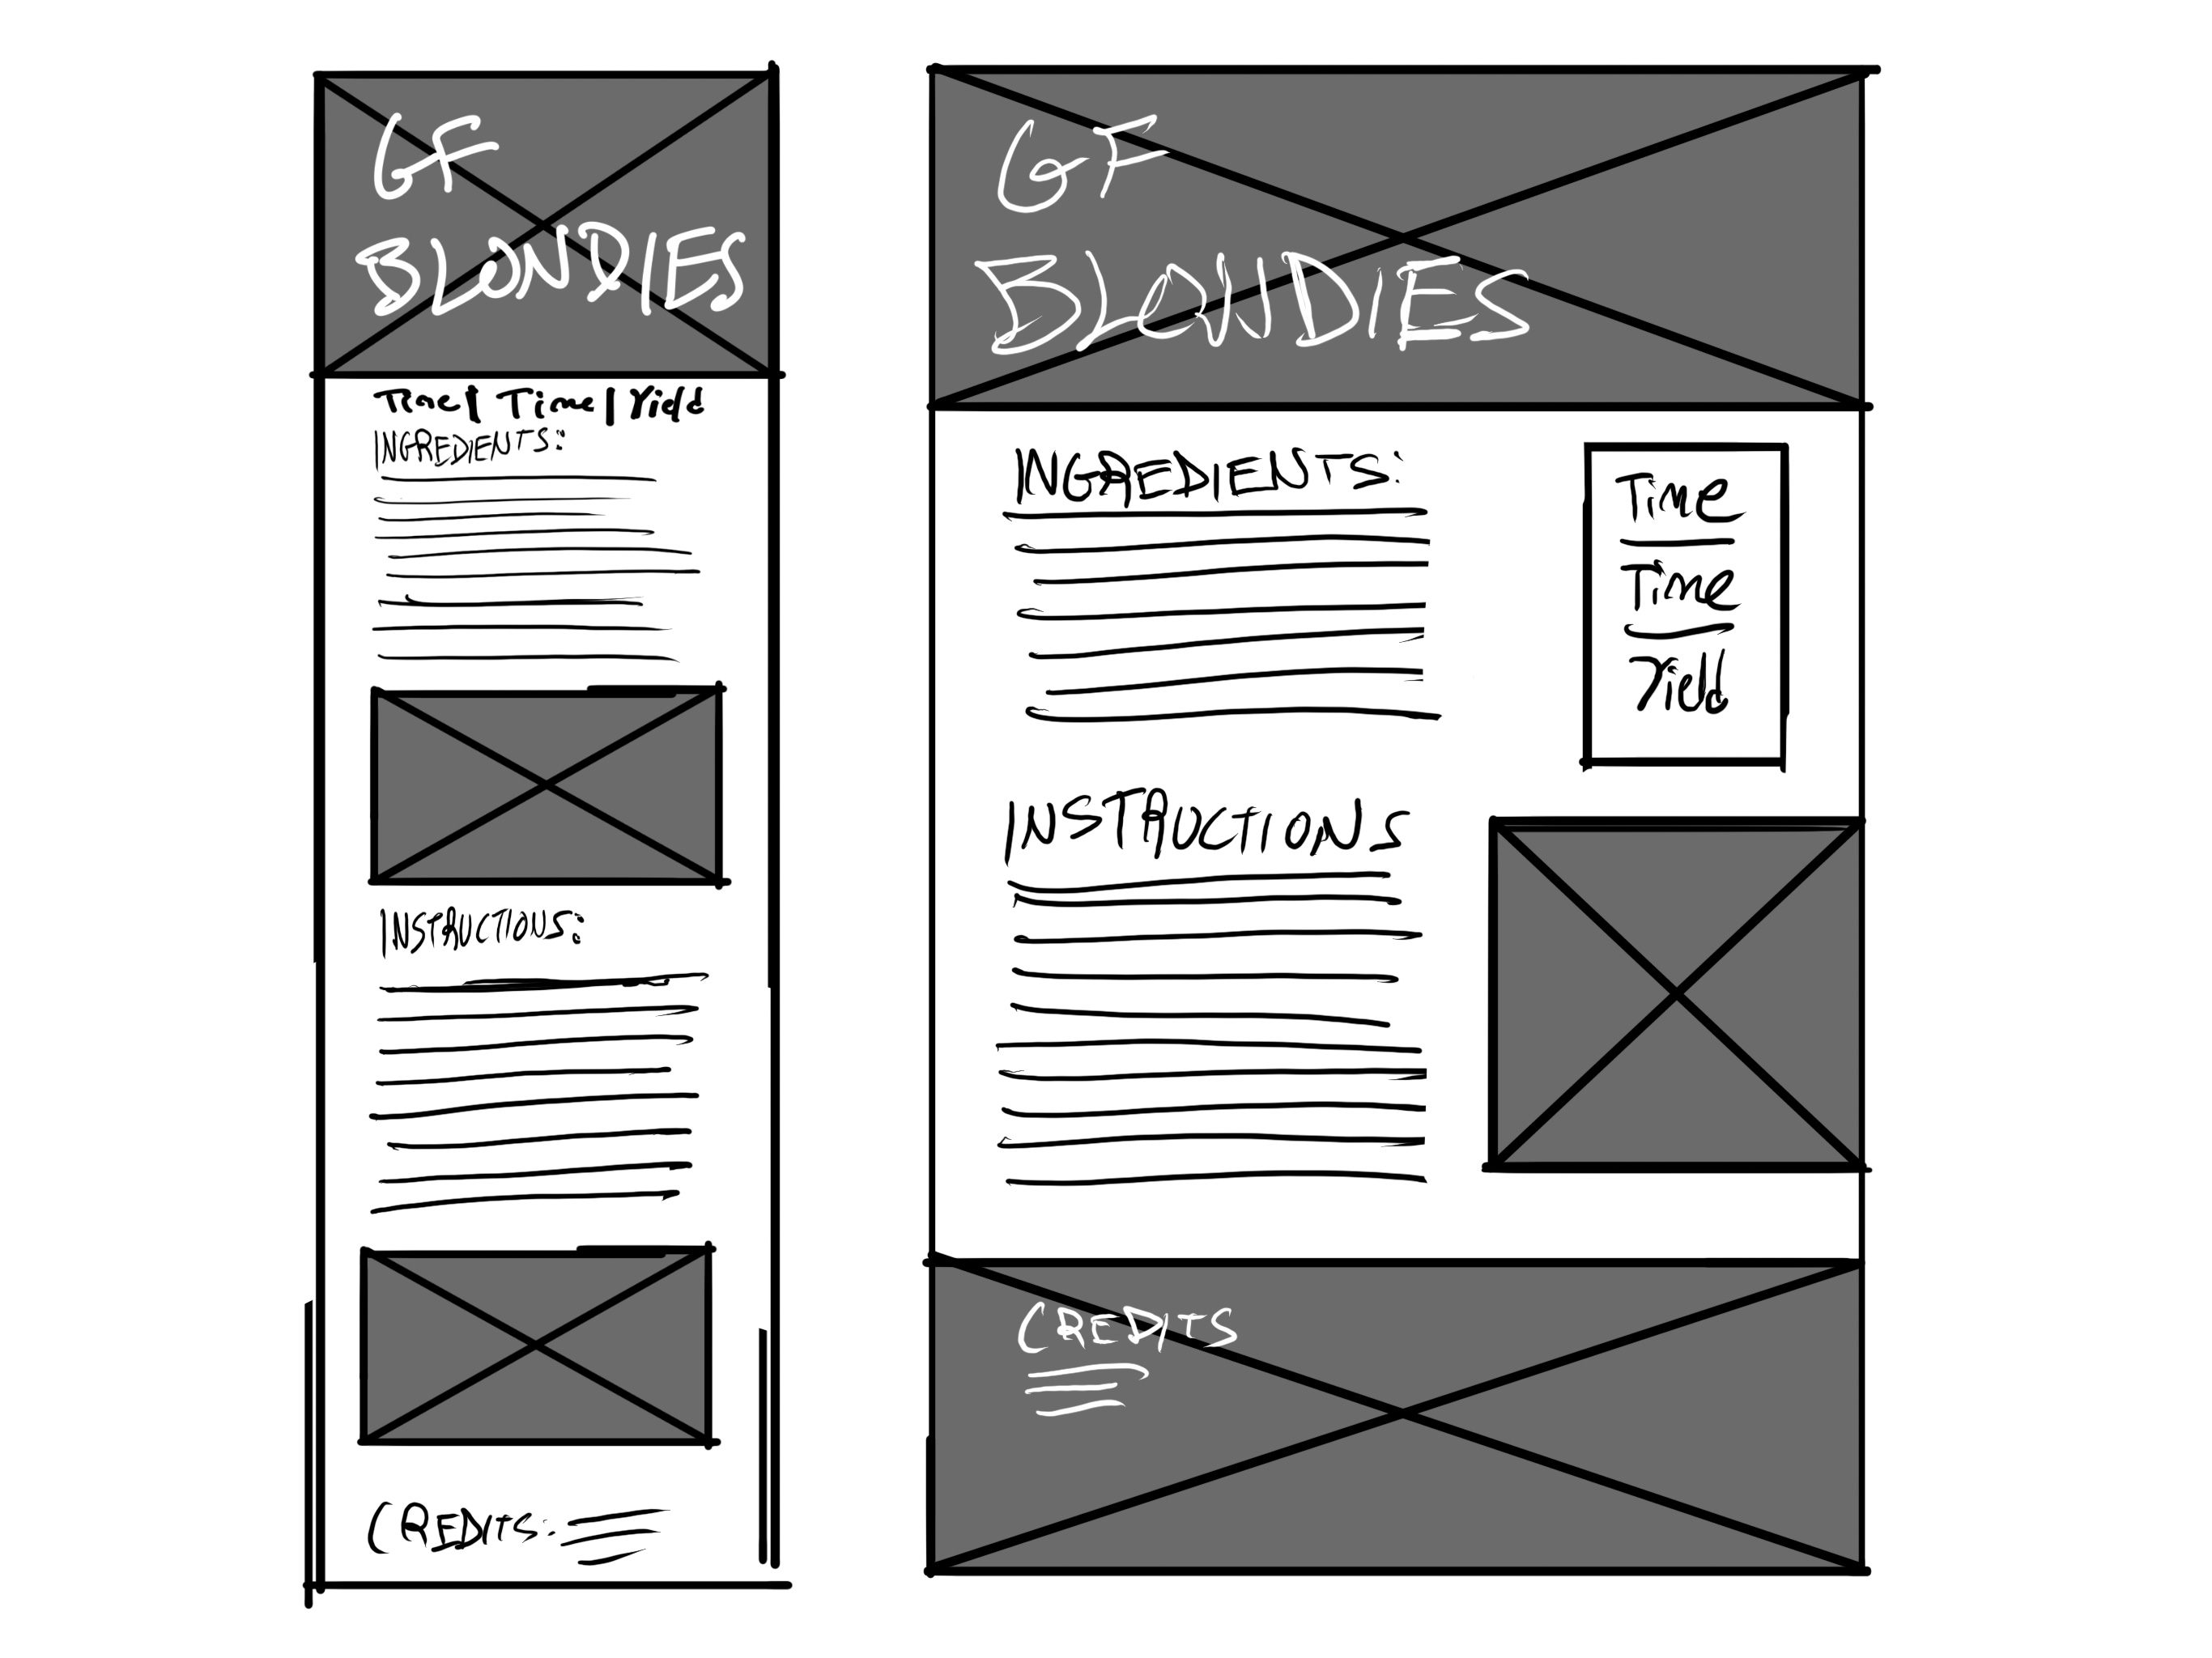 GF
BLONDIES
Time | Time | Yield
INGREDIENTS:
INSTRUCTIONS:
CREDITS:
GF
BLONDIES
INGREDIENTS:
Time
Time
Yield
INSTRUCTIONS
CREDITS